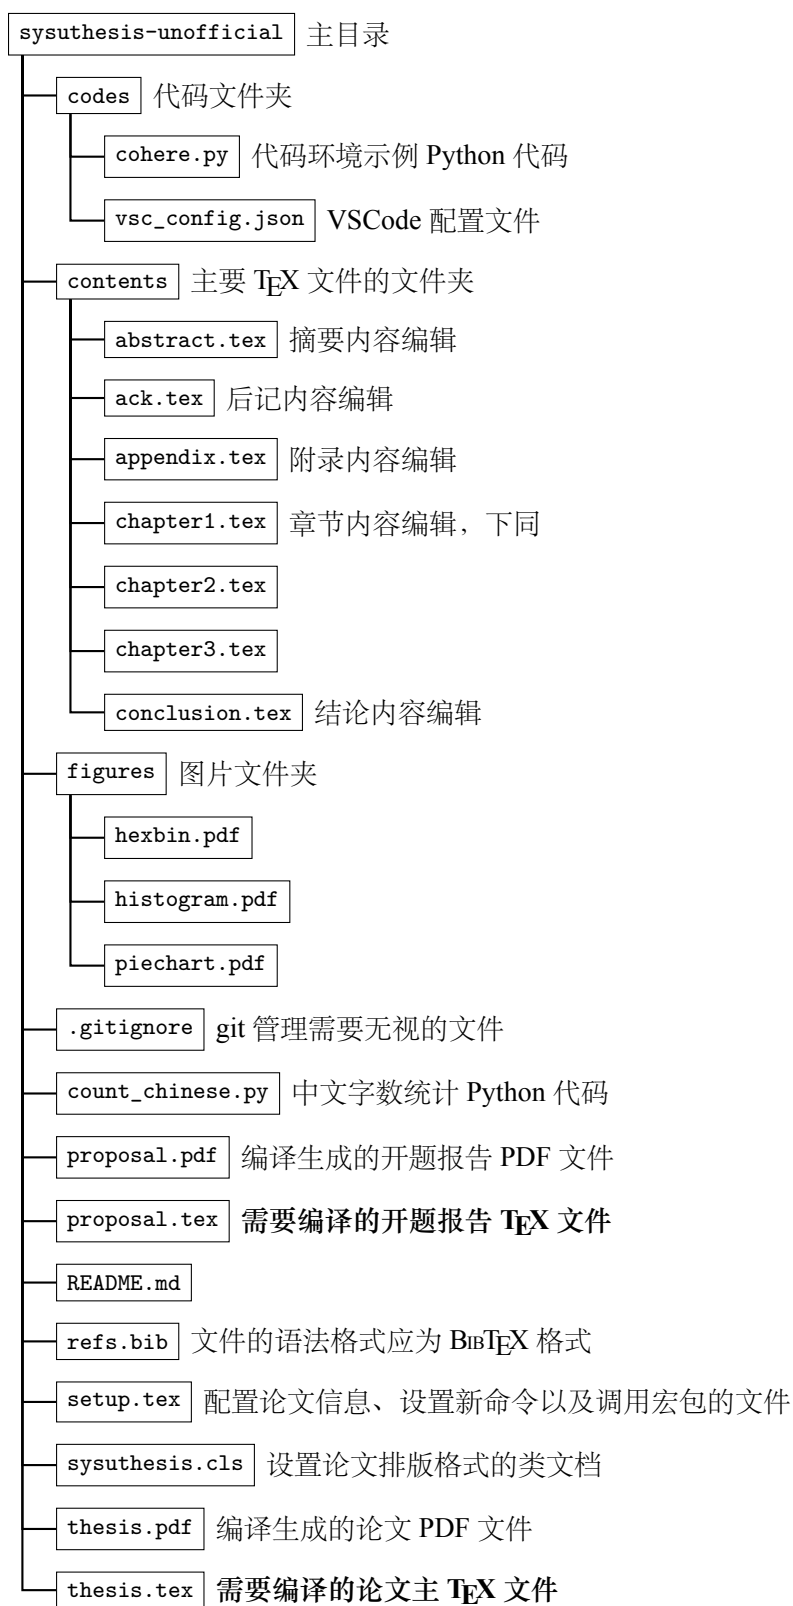 sysuthesis-unofficial 主目录
codes 代码文件夹
cohere.py 代码环境示例 Python 代码
vsc_config.json VSCode 配置文件
contents 主要 TEX 文件的文件夹
abstract.tex 摘要内容编辑
ack.tex 后记内容编辑
appendix.tex 附录内容编辑
chapter1.tex 章节内容编辑，下同
chapter2.tex
chapter3.tex
conclusion.tex 结论内容编辑
figures 图片文件夹
hexbin.pdf
histogram.pdf
piechart.pdf
.gitignore git 管理需要无视的文件
count_chinese.py 中文字数统计 Python 代码
proposal.pdf 编译生成的开题报告 PDF 文件
proposal.tex 需要编译的开题报告 TEX 文件
README.md
refs.bib 文件的语法格式应为 BIBTEX 格式
setup.tex 配置论文信息、设置新命令以及调用宏包的文件
sysuthesis.cls 设置论文排版格式的类文档
thesis.pdf 编译生成的论文 PDF 文件
thesis.tex 需要编译的论文主 TEX 文件